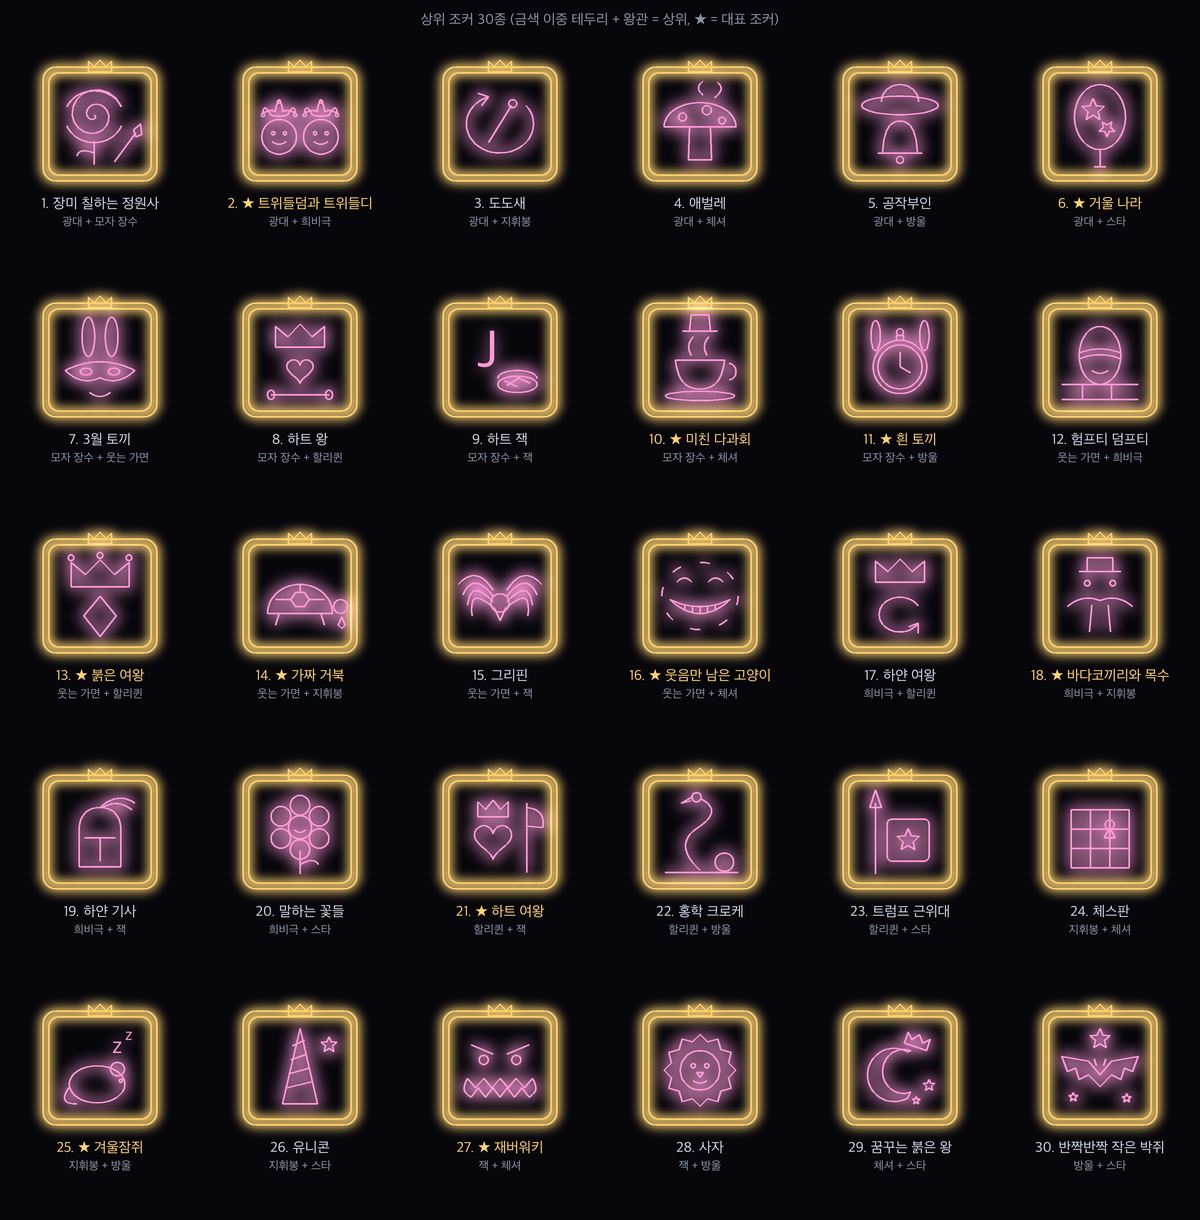 상위 조커 30종 (금색 이중 테두리 + 왕관 = 상위, ★ = 대표 조커)
1. 장미 칠하는 정원사
광대 + 모자 장수
2. ★ 트위들덤과 트위들디
광대 + 희비극
3. 도도새
광대 + 지휘봉
4. 애벌레
광대 + 체셔
5. 공작부인
광대 + 방울
6. ★ 거울 나라
광대 + 스타
7. 3월 토끼
모자 장수 + 웃는 가면
8. 하트 왕
모자 장수 + 할리퀸
J
9. 하트 잭
모자 장수 + 잭
10. ★ 미친 다과회
모자 장수 + 체셔
11. ★ 흰 토끼
모자 장수 + 방울
12. 험프티 덤프티
웃는 가면 + 희비극
13. ★ 붉은 여왕
웃는 가면 + 할리퀸
14. ★ 가짜 거북
웃는 가면 + 지휘봉
15. 그리핀
웃는 가면 + 잭
16. ★ 웃음만 남은 고양이
웃는 가면 + 체셔
17. 하얀 여왕
희비극 + 할리퀸
18. ★ 바다코끼리와 목수
희비극 + 지휘봉
19. 하얀 기사
희비극 + 잭
20. 말하는 꽃들
희비극 + 스타
21. ★ 하트 여왕
할리퀸 + 잭
22. 홍학 크로케
할리퀸 + 방울
23. 트럼프 근위대
할리퀸 + 스타
24. 체스판
지휘봉 + 체셔
z
z
25. ★ 겨울잠쥐
지휘봉 + 방울
26. 유니콘
지휘봉 + 스타
27. ★ 재버워키
잭 + 체셔
28. 사자
잭 + 방울
29. 꿈꾸는 붉은 왕
체셔 + 스타
30. 반짝반짝 작은 박쥐
방울 + 스타